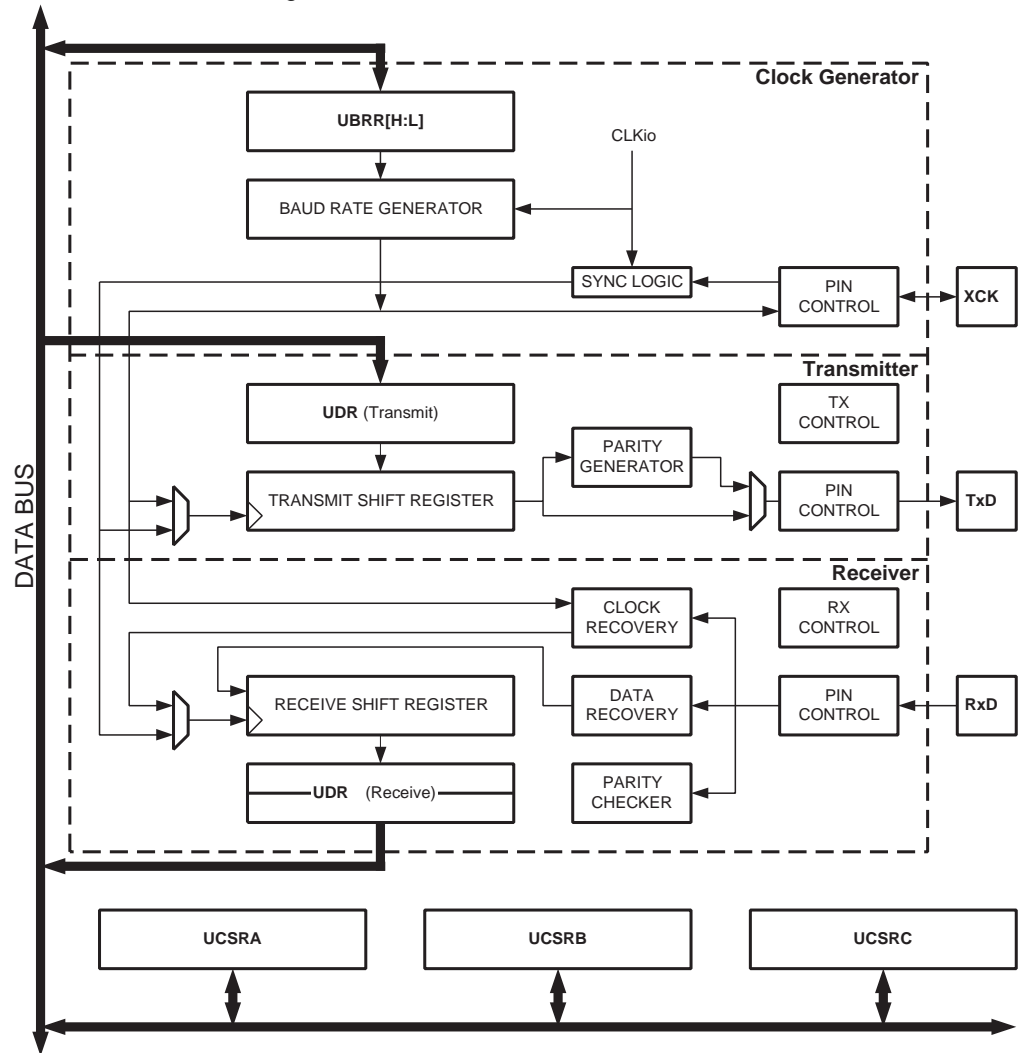 Clock Generator
UBRR[H:L]
CLKio
BAUD RATE GENERATOR
SYNC LOGIC
PIN
CONTROL
XCK
Transmitter
UDR (Transmit)
TX
CONTROL
PARITY
GENERATOR
TRANSMIT SHIFT REGISTER
PIN
CONTROL
TxD
DATA BUS
Receiver
CLOCK
RECOVERY
RX
CONTROL
RECEIVE SHIFT REGISTER
DATA
RECOVERY
PIN
CONTROL
RxD
UDR (Receive)
PARITY
CHECKER
UCSRA
UCSRB
UCSRC